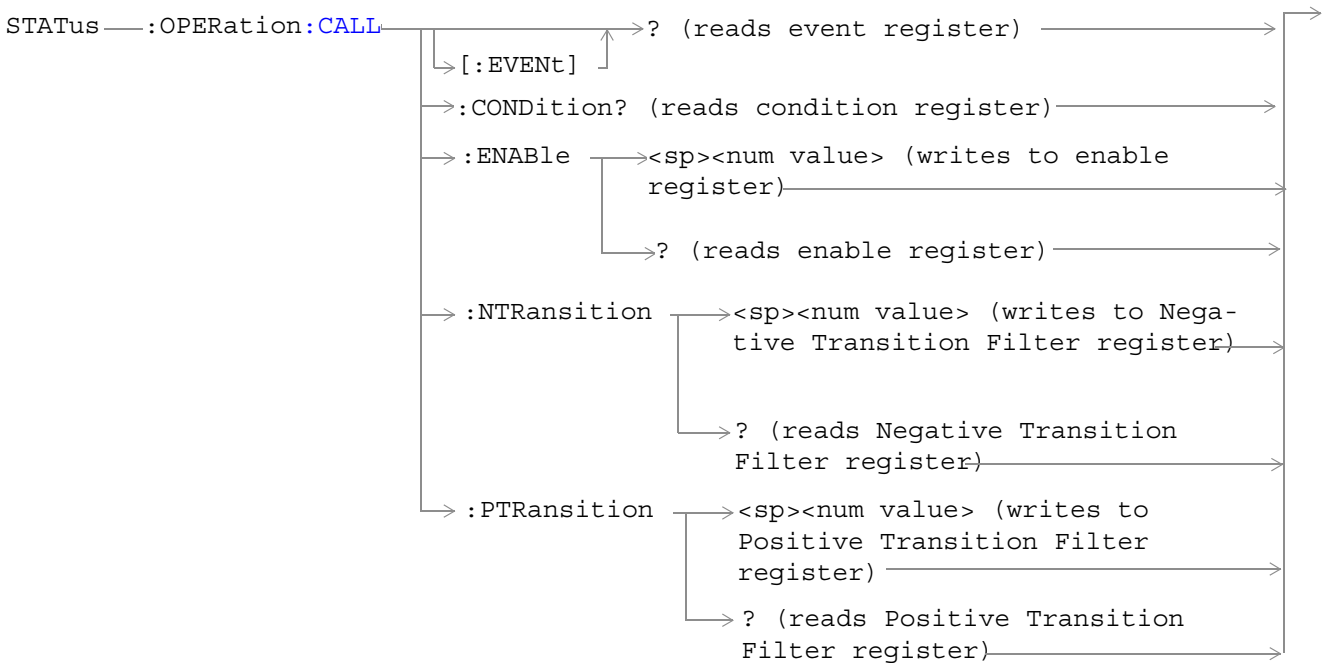 STATus :OPERation:CALL ? (reads event register)
[:EVENt]
:CONDition? (reads condition register)
:ENABle <sp><num value> (writes to enable
register)
? (reads enable register)
:NTRansition <sp><num value> (writes to Nega-
tive Transition Filter register)
? (reads Negative Transition
Filter register)
:PTRansition <sp><num value> (writes to
Positive Transition Filter
register)
? (reads Positive Transition
Filter register)